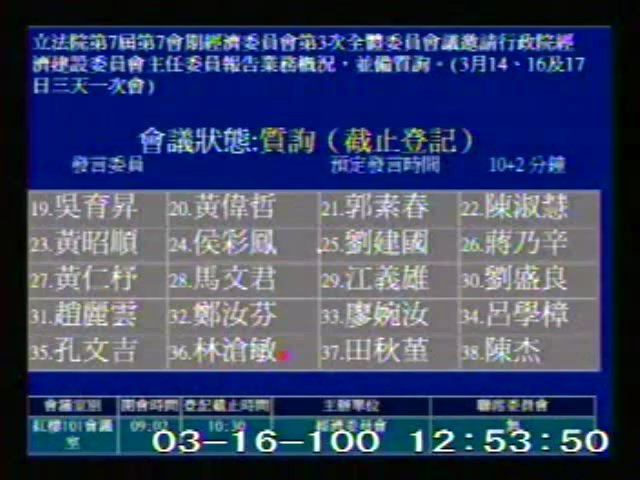 立法院第7屆第7會期經濟委員會第3次全體委員會議邀請行政院經
濟建設委員會主任委員報告業務概況，並備質詢。(3月14、16及17
日三天一次會)
會議狀態:質詢（截止登記）
發言委員 預定發言時間 10+2 分鐘
19.吳育昇 20.黃偉哲 21.郭素春 22.陳淑慧
23.黃昭順 24.侯彩鳳 25.劉建國 26.蔣乃辛
27.黃仁杼 28.馬文君 29.江義雄 30.劉盛良
31.趙麗雲 32.鄭汝芬 33.廖婉汝 34.呂學樟
35.孔文吉 36.林滄敏 37.田秋堇 38.陳杰
會議室別 開會時間 登記截止時間 主辦單位 聯席委員會
紅樓101會議 09:02 10:30 經濟委員會 無
室
03-16-100 12:53:50